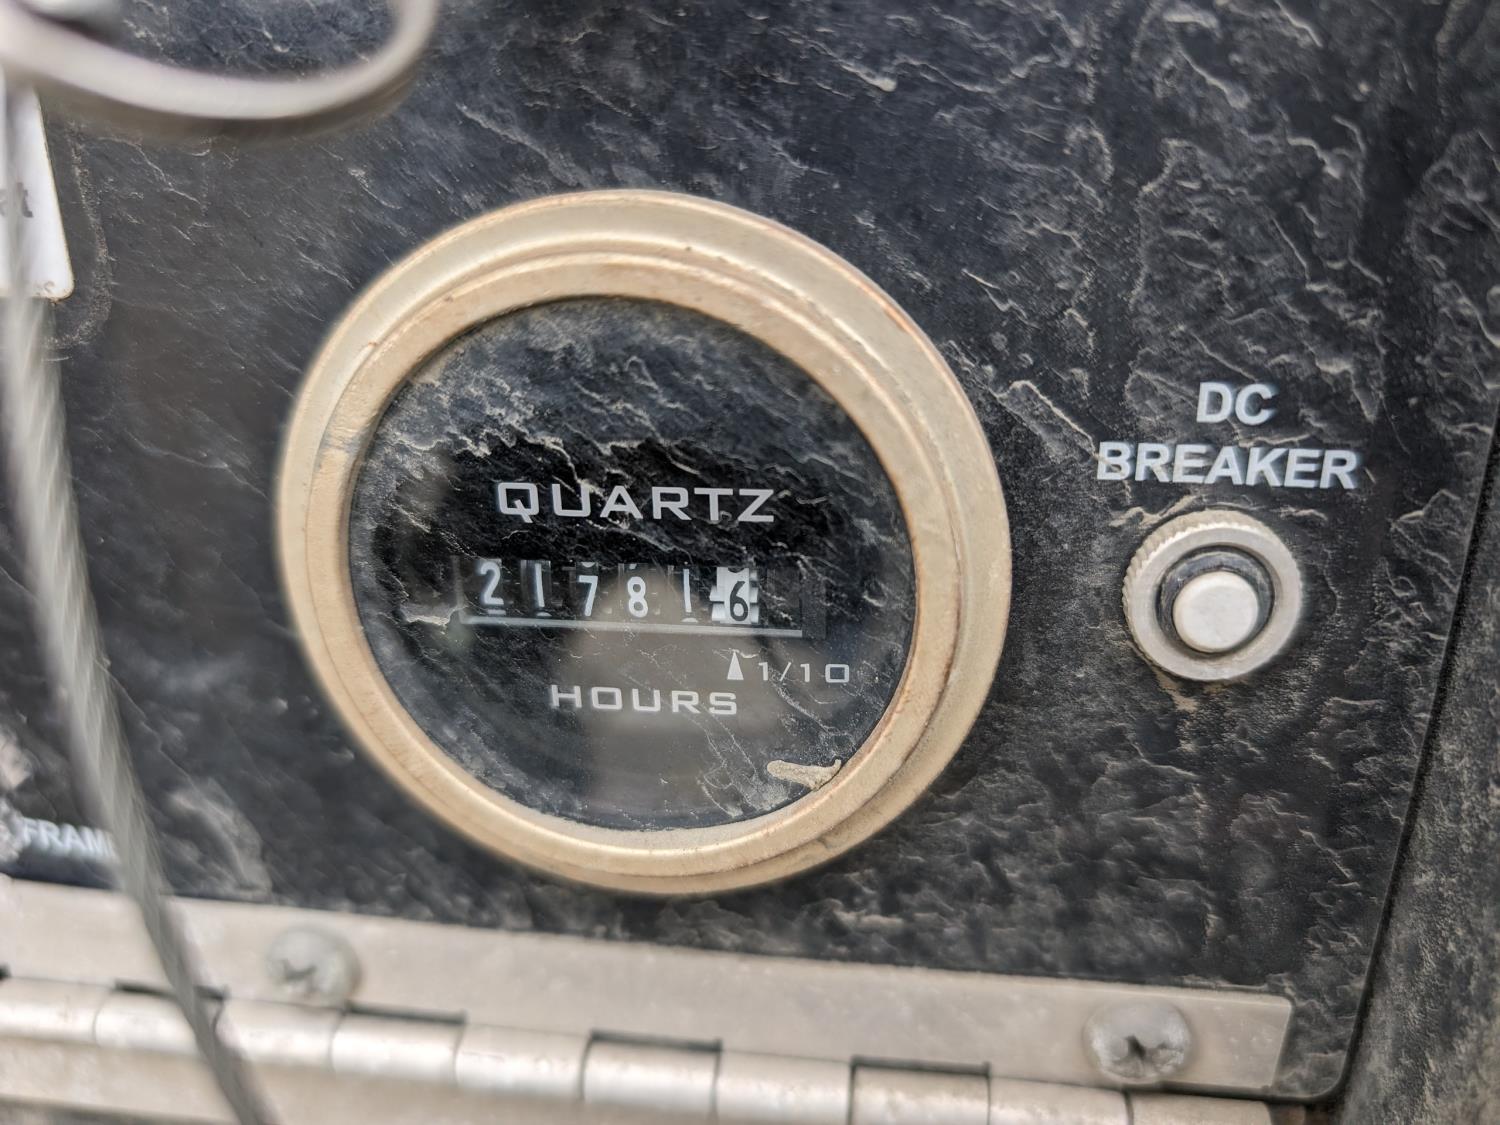 DC
BREAKER
QUARTZ
217816
1/10
HOURS